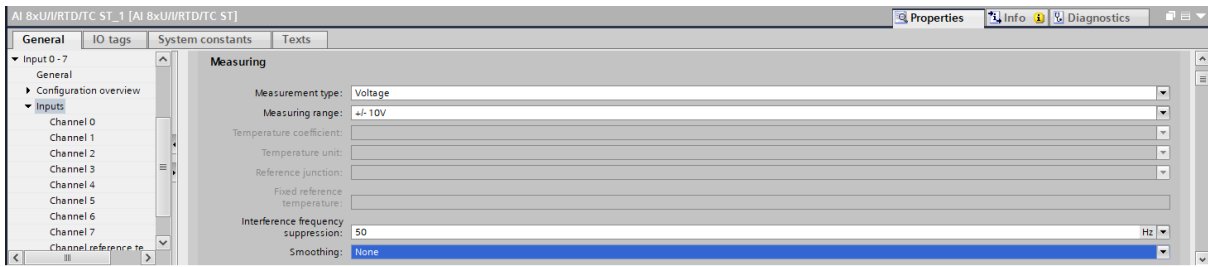 AI 8xU/I/RTD/TC ST_1 [AI 8xU/I/RTD/TC ST]
Properties
Info
Diagnostics
General
IO tags
System constants
Texts
Input 0 - 7
General
Configuration overview
Inputs
Channel 0
Channel 1
Channel 2
Channel 3
Channel 4
Channel 5
Channel 6
Channel 7
Channel reference te
Measuring
Measurement type: Voltage
Measuring range: +/- 10V
Temperature coefficient:
Temperature unit:
Reference junction:
Fixed reference
temperature:
Interference frequency
suppression: 50 Hz
Smoothing: None